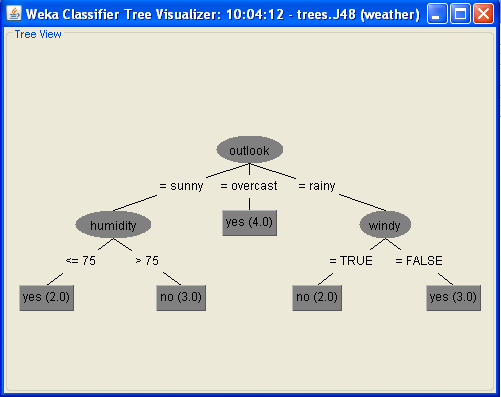 Weka Classifier Tree Visualizer: 10:04:12 - trees.J48 (weather)
Tree View
outlook
= sunny = overcast = rainy
humidity yes (4.0) windy
<= 75 > 75 = TRUE = FALSE
yes (2.0) no (3.0) no (2.0) yes (3.0)